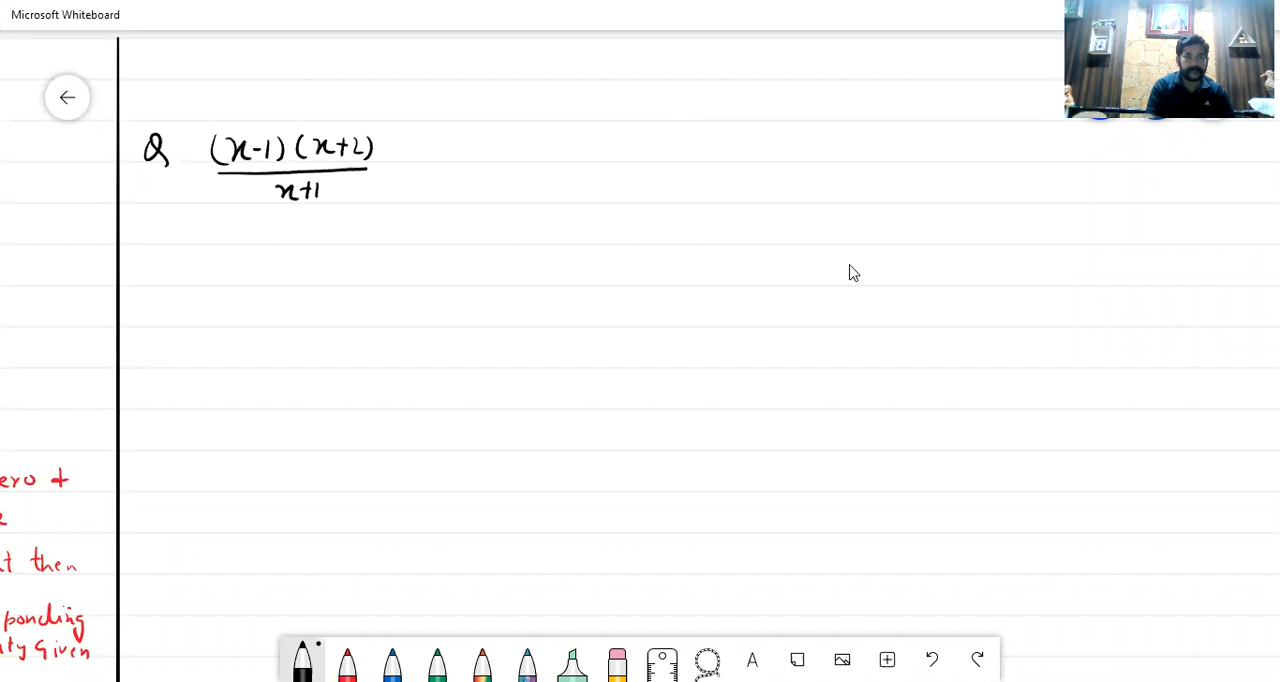 Microsoft Whiteboard
Q (x-1)(x+2)
x+1
ero +
t then
ponding
ty given
A